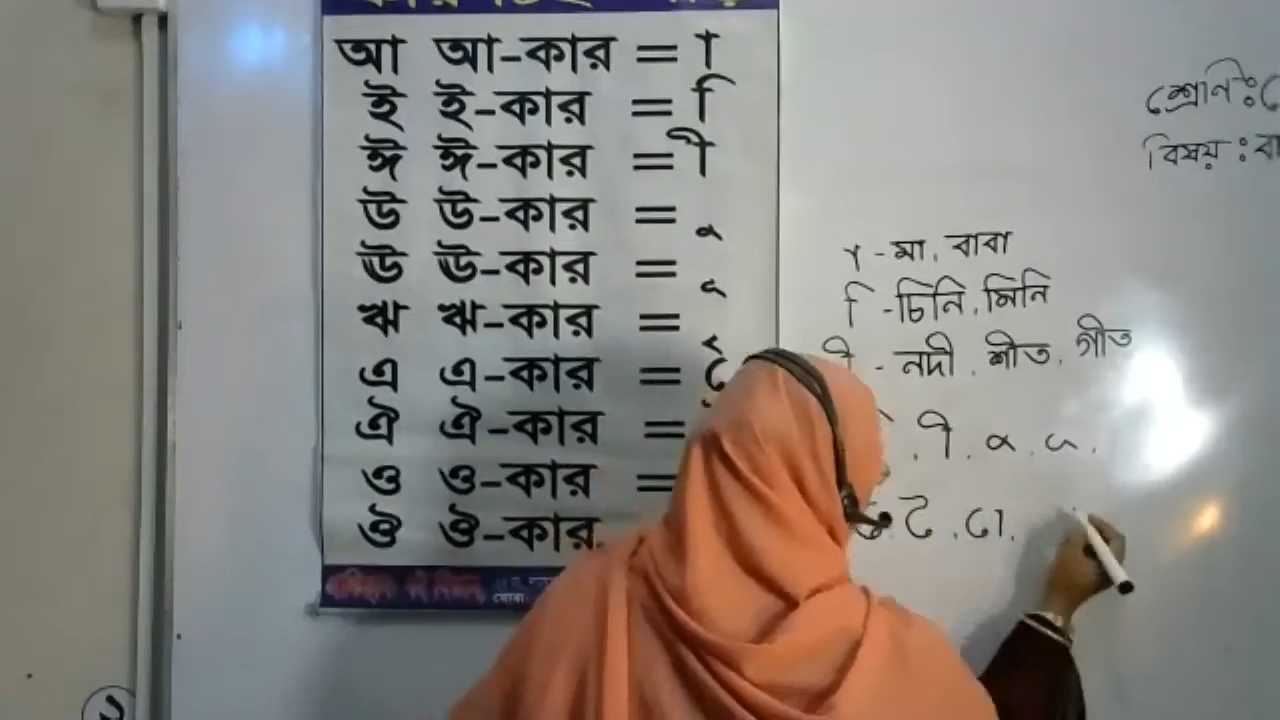 আ আ-কার = া
ই ই-কার = ি
ঈ ঈ-কার = ী
উ উ-কার = ু
ঊ ঊ-কার = ূ
ঋ ঋ-কার = ৃ
এ এ-কার = ে
ঐ ঐ-কার =
ও ও-কার =
ঔ ঔ-কার
শ্রেণি:
বিষয় :
া - মা, বাবা
ি - চিনি, মিনি
ী - নদী, শীত, গীত
ী, ু, ূ,
ৈ, ো,